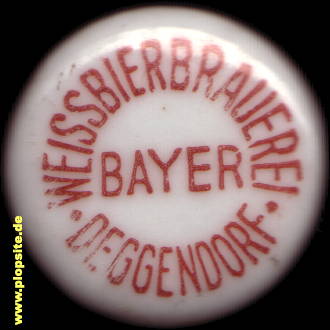 WEISSBIERBRAUEREI
BAYER
· DEGGENDORF ·
www.plopsite.de